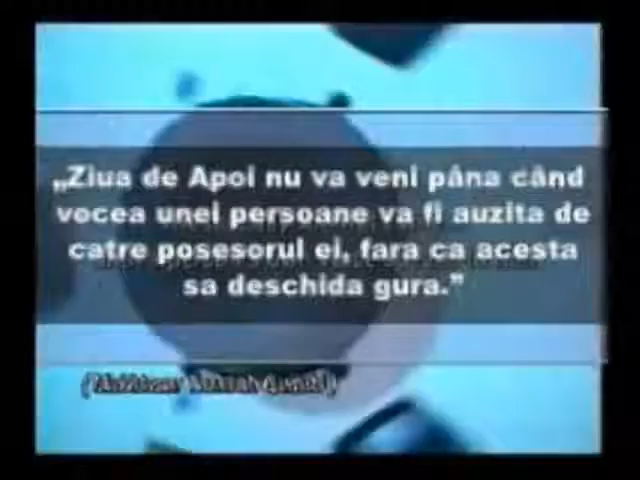 „Ziua de Apoi nu va veni pâna când
vocea unei persoane va fi auzita de
catre posesorul ei, fara ca acesta
sa deschida gura.”